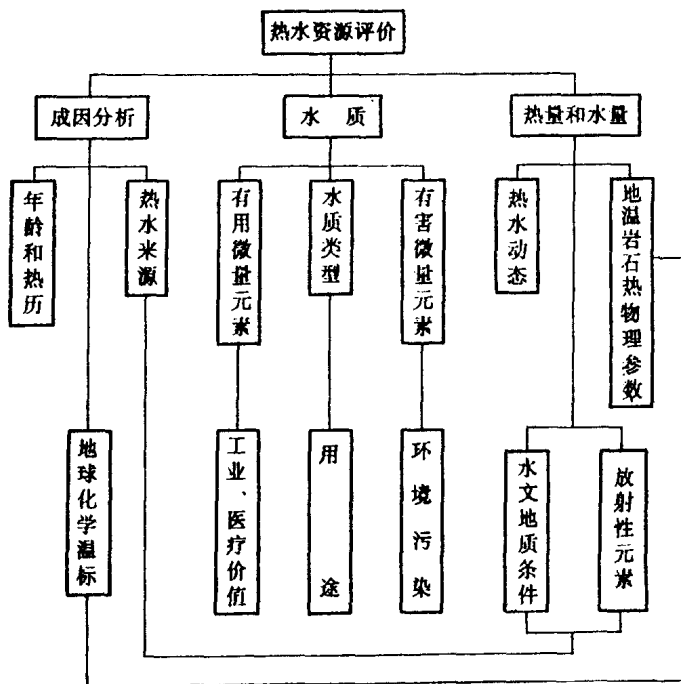 热水资源评价
成因分析
水 质
热量和水量
年龄和热历
热水来源
有用微量元素
水质类型
有害微量元素
热水动态
地温岩石热物理参数
地球化学温标
工业、医疗价值
用途
环境污染
水文地质条件
放射性元素